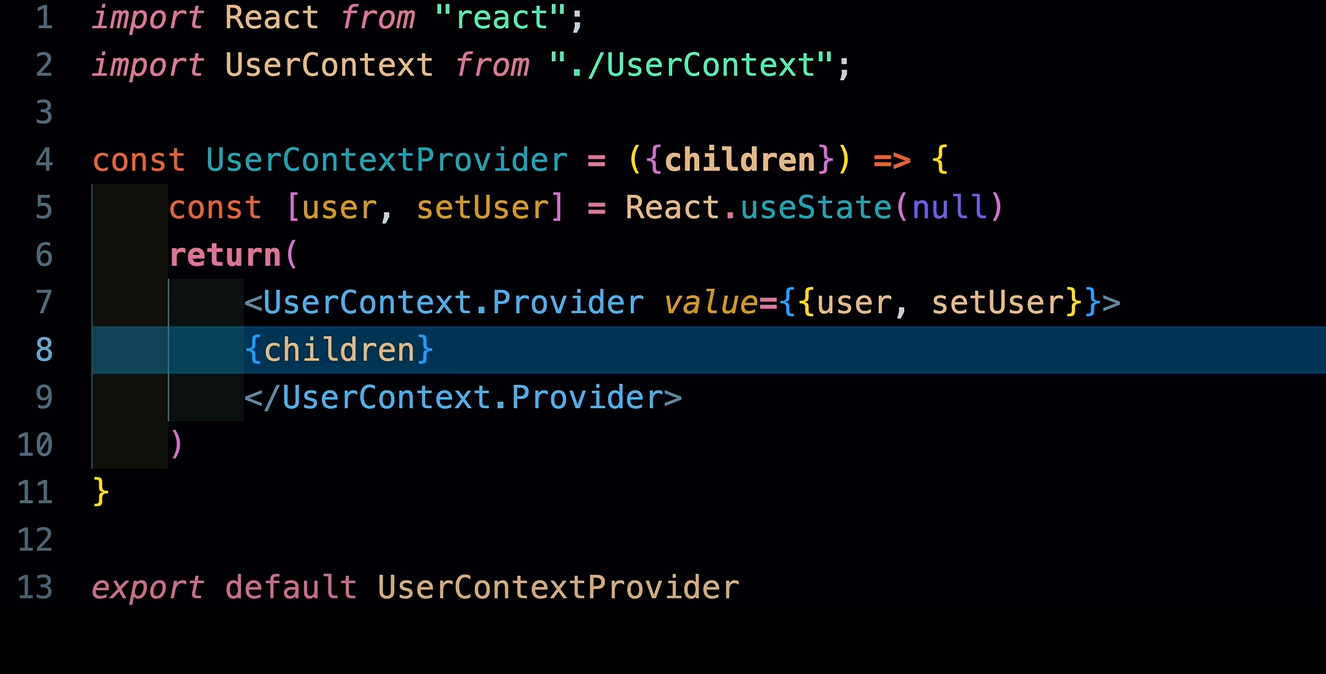 1 import React from "react";
2 import UserContext from "./UserContext";
3
4 const UserContextProvider = ({children}) => {
5     const [user, setUser] = React.useState(null)
6     return(
7         <UserContext.Provider value={{user, setUser}}>
8         {children}
9         </UserContext.Provider>
10     )
11 }
12
13 export default UserContextProvider